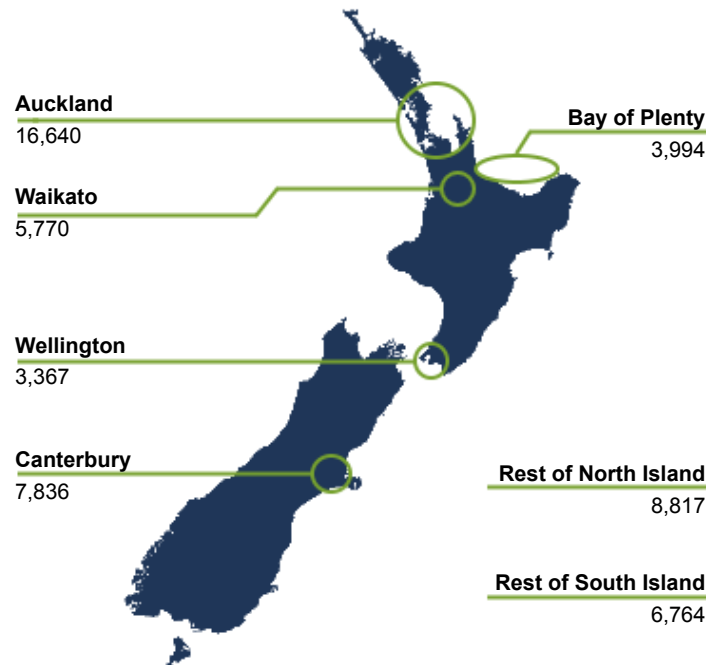 Auckland
16,640
Bay of Plenty
3,994
Waikato
5,770
Wellington
3,367
Canterbury
7,836
Rest of North Island
8,817
Rest of South Island
6,764